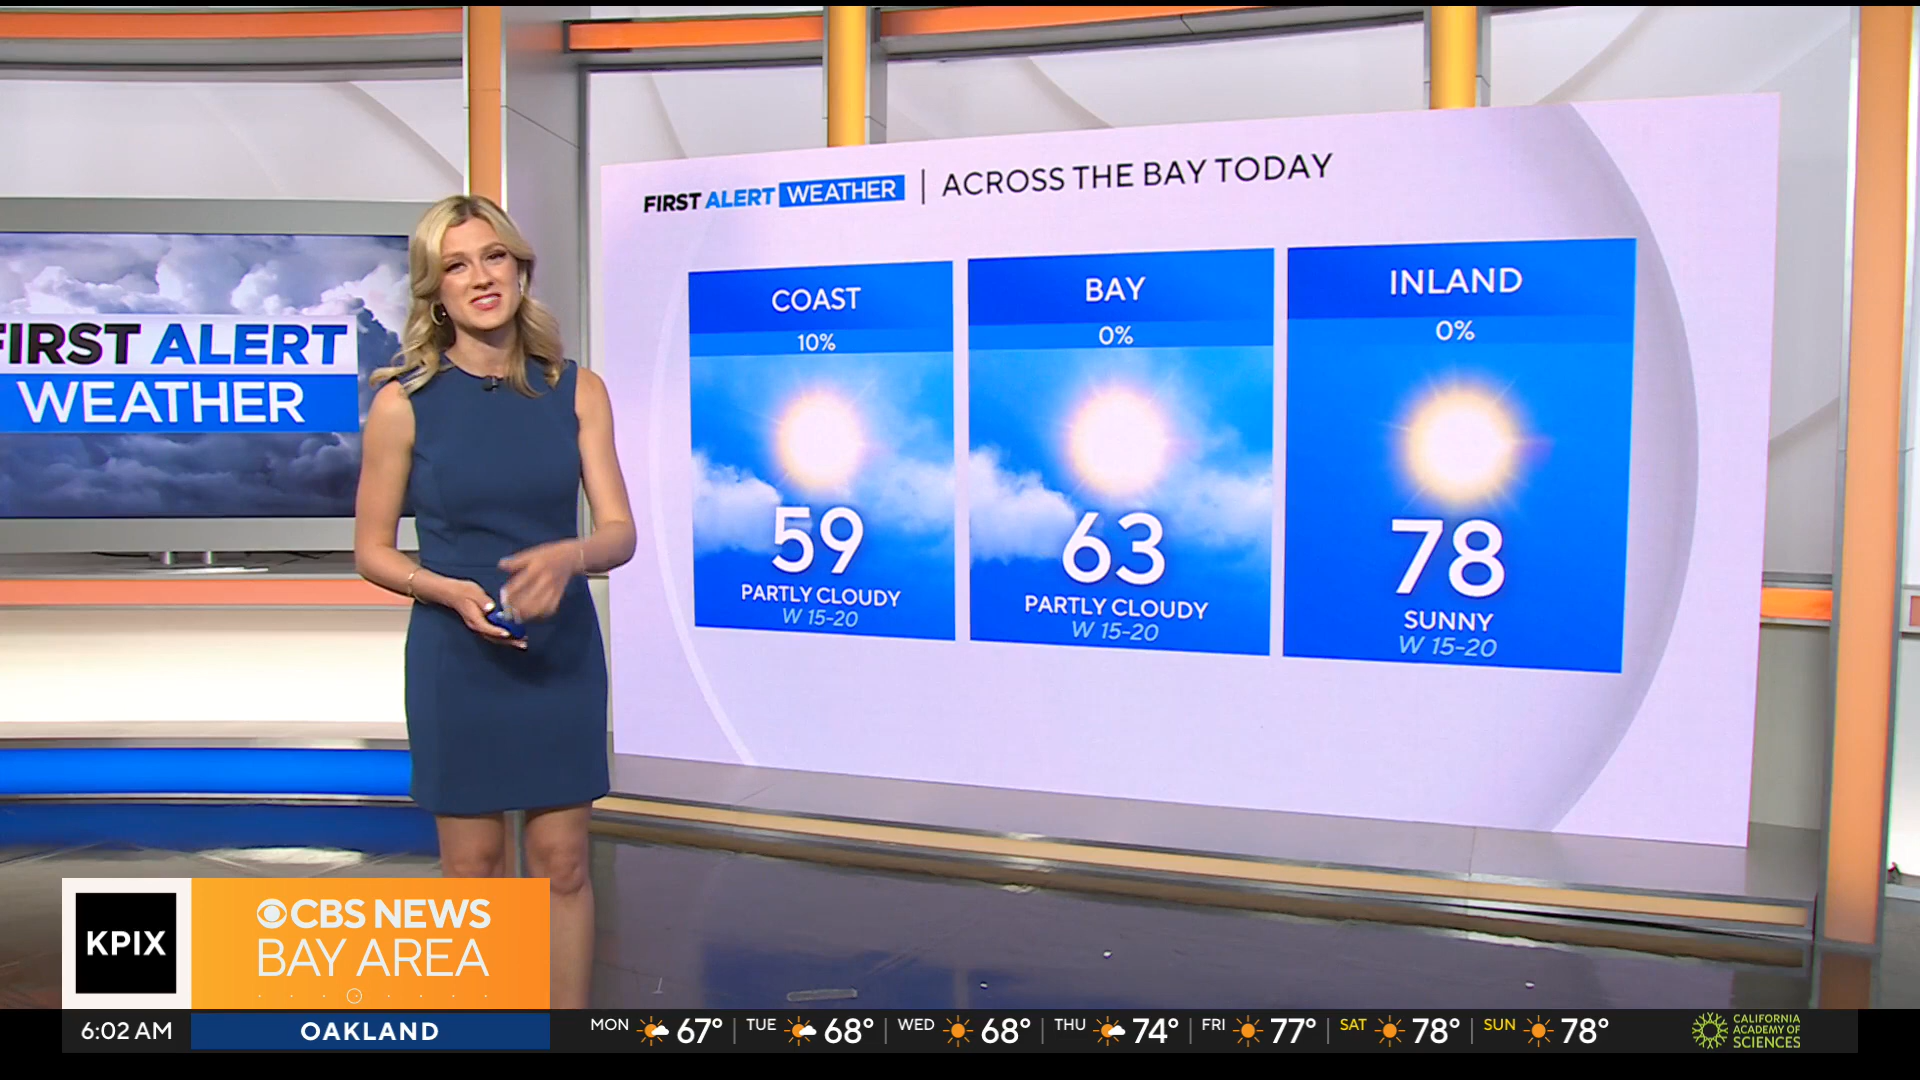 FIRST ALERT WEATHER | ACROSS THE BAY TODAY
COAST
10%
59
PARTLY CLOUDY
W 15-20
BAY
0%
63
PARTLY CLOUDY
W 15-20
INLAND
0%
78
SUNNY
W 15-20
FIRST ALERT
WEATHER
KPIX
CBS NEWS
BAY AREA
6:02 AM
OAKLAND
MON 67° | TUE 68° | WED 68° | THU 74° | FRI 77° | SAT 78° | SUN 78°
CALIFORNIA
ACADEMY OF
SCIENCES